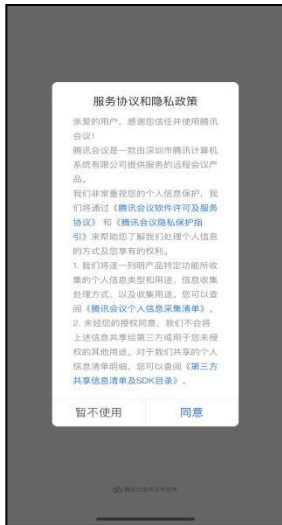 服务协议和隐私政策
亲爱的用户，感谢您信任并使用腾讯
会议！
腾讯会议是一款由深圳市腾讯计算机
系统有限公司提供服务的远程会议产
品。
我们非常重视您的个人信息保护，我
们将通过《腾讯会议软件许可及服务
协议》 和《腾讯会议隐私保护指
引》来帮助您了解我们处理个人信息
的方式及您享有的权利。
1. 我们将逐一列明产品特定功能所收
集的个人信息类型和用途、信息收集
处理方式、以及收集用途。您可以查
阅《腾讯会议个人信息采集清单》。
2. 未经您的授权同意，我们不会将
上述信息共享给第三方或用于您未授
权的其他用途。对于我们共享的个人
信息清单明细，您可以查阅《第三方
共享信息清单及SDK目录》。
暂不使用 同意